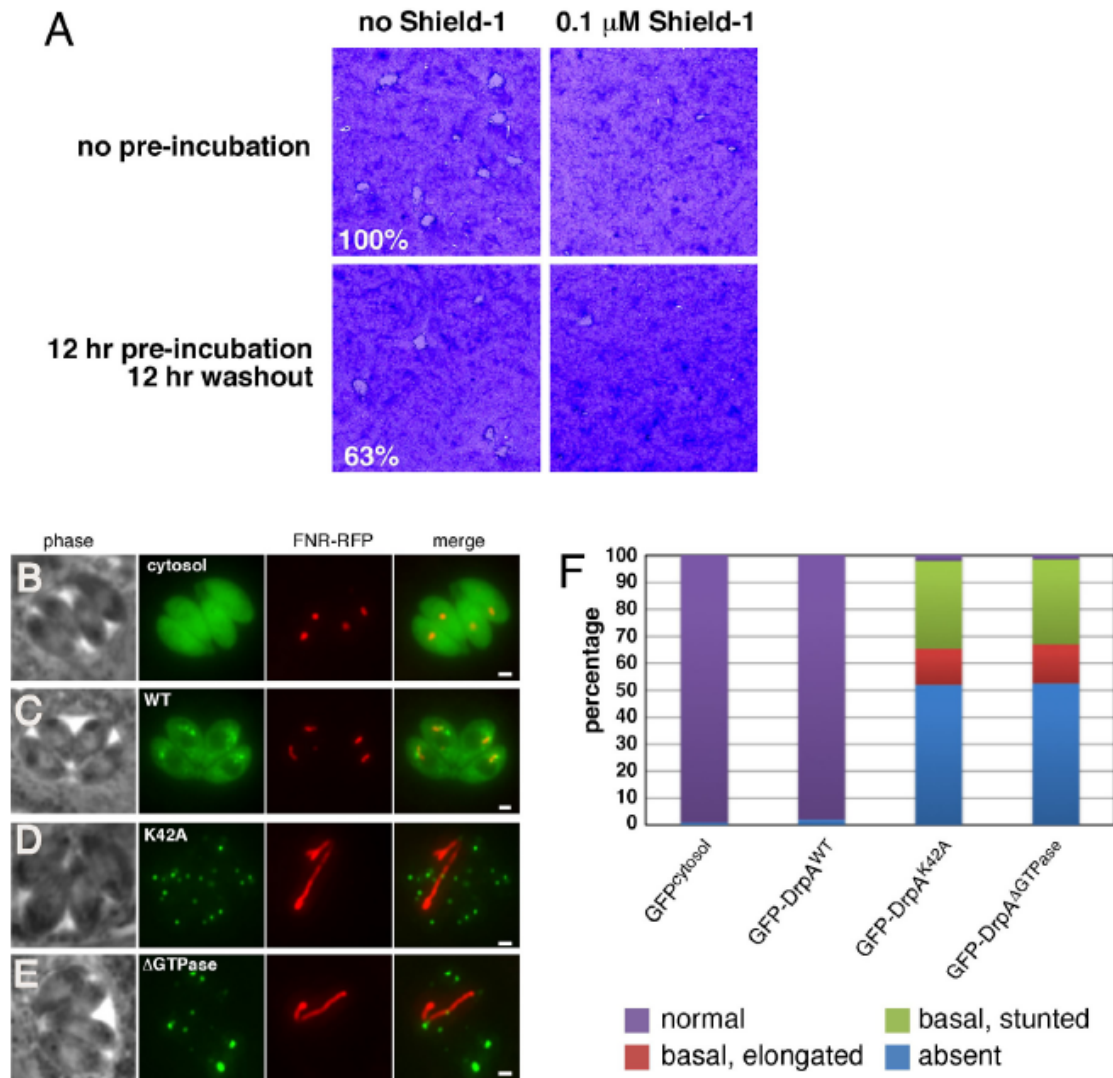 A
no Shield-1
0.1 μM Shield-1
no pre-incubation
100%
12 hr pre-incubation
12 hr washout
63%
phase
FNR-RFP
merge
B
cytosol
C
WT
D
K42A
E
ΔGTPase
F
percentage
100
90
80
70
60
50
40
30
20
10
0
GFPcytosol
GFP-DrpAWT
GFP-DrpAK42A
GFP-DrpAΔGTPase
normal
basal, stunted
basal, elongated
absent